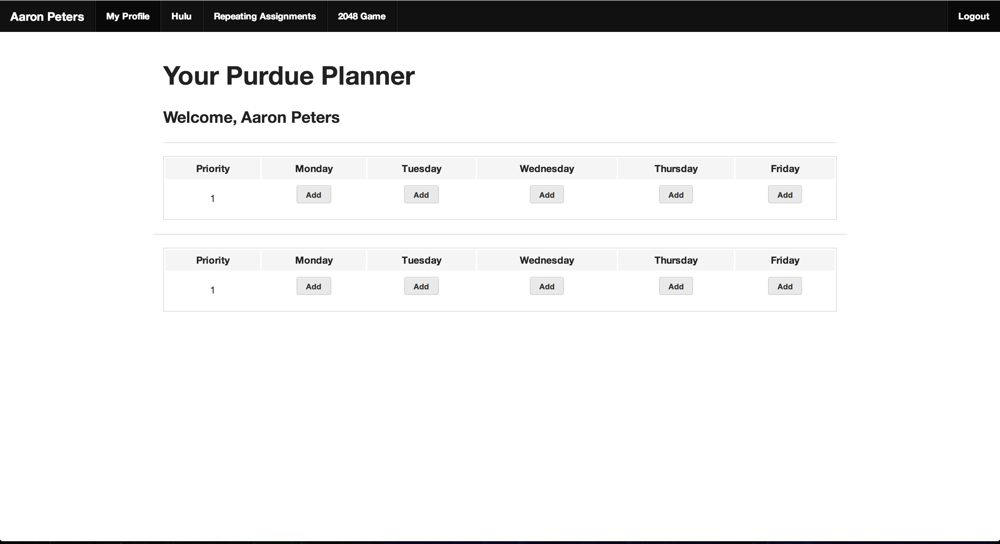 Aaron Peters My Profile Hulu Repeating Assignments 2048 Game Logout
Your Purdue Planner
Welcome, Aaron Peters
Priority Monday Tuesday Wednesday Thursday Friday
1 Add Add Add Add Add
Priority Monday Tuesday Wednesday Thursday Friday
1 Add Add Add Add Add